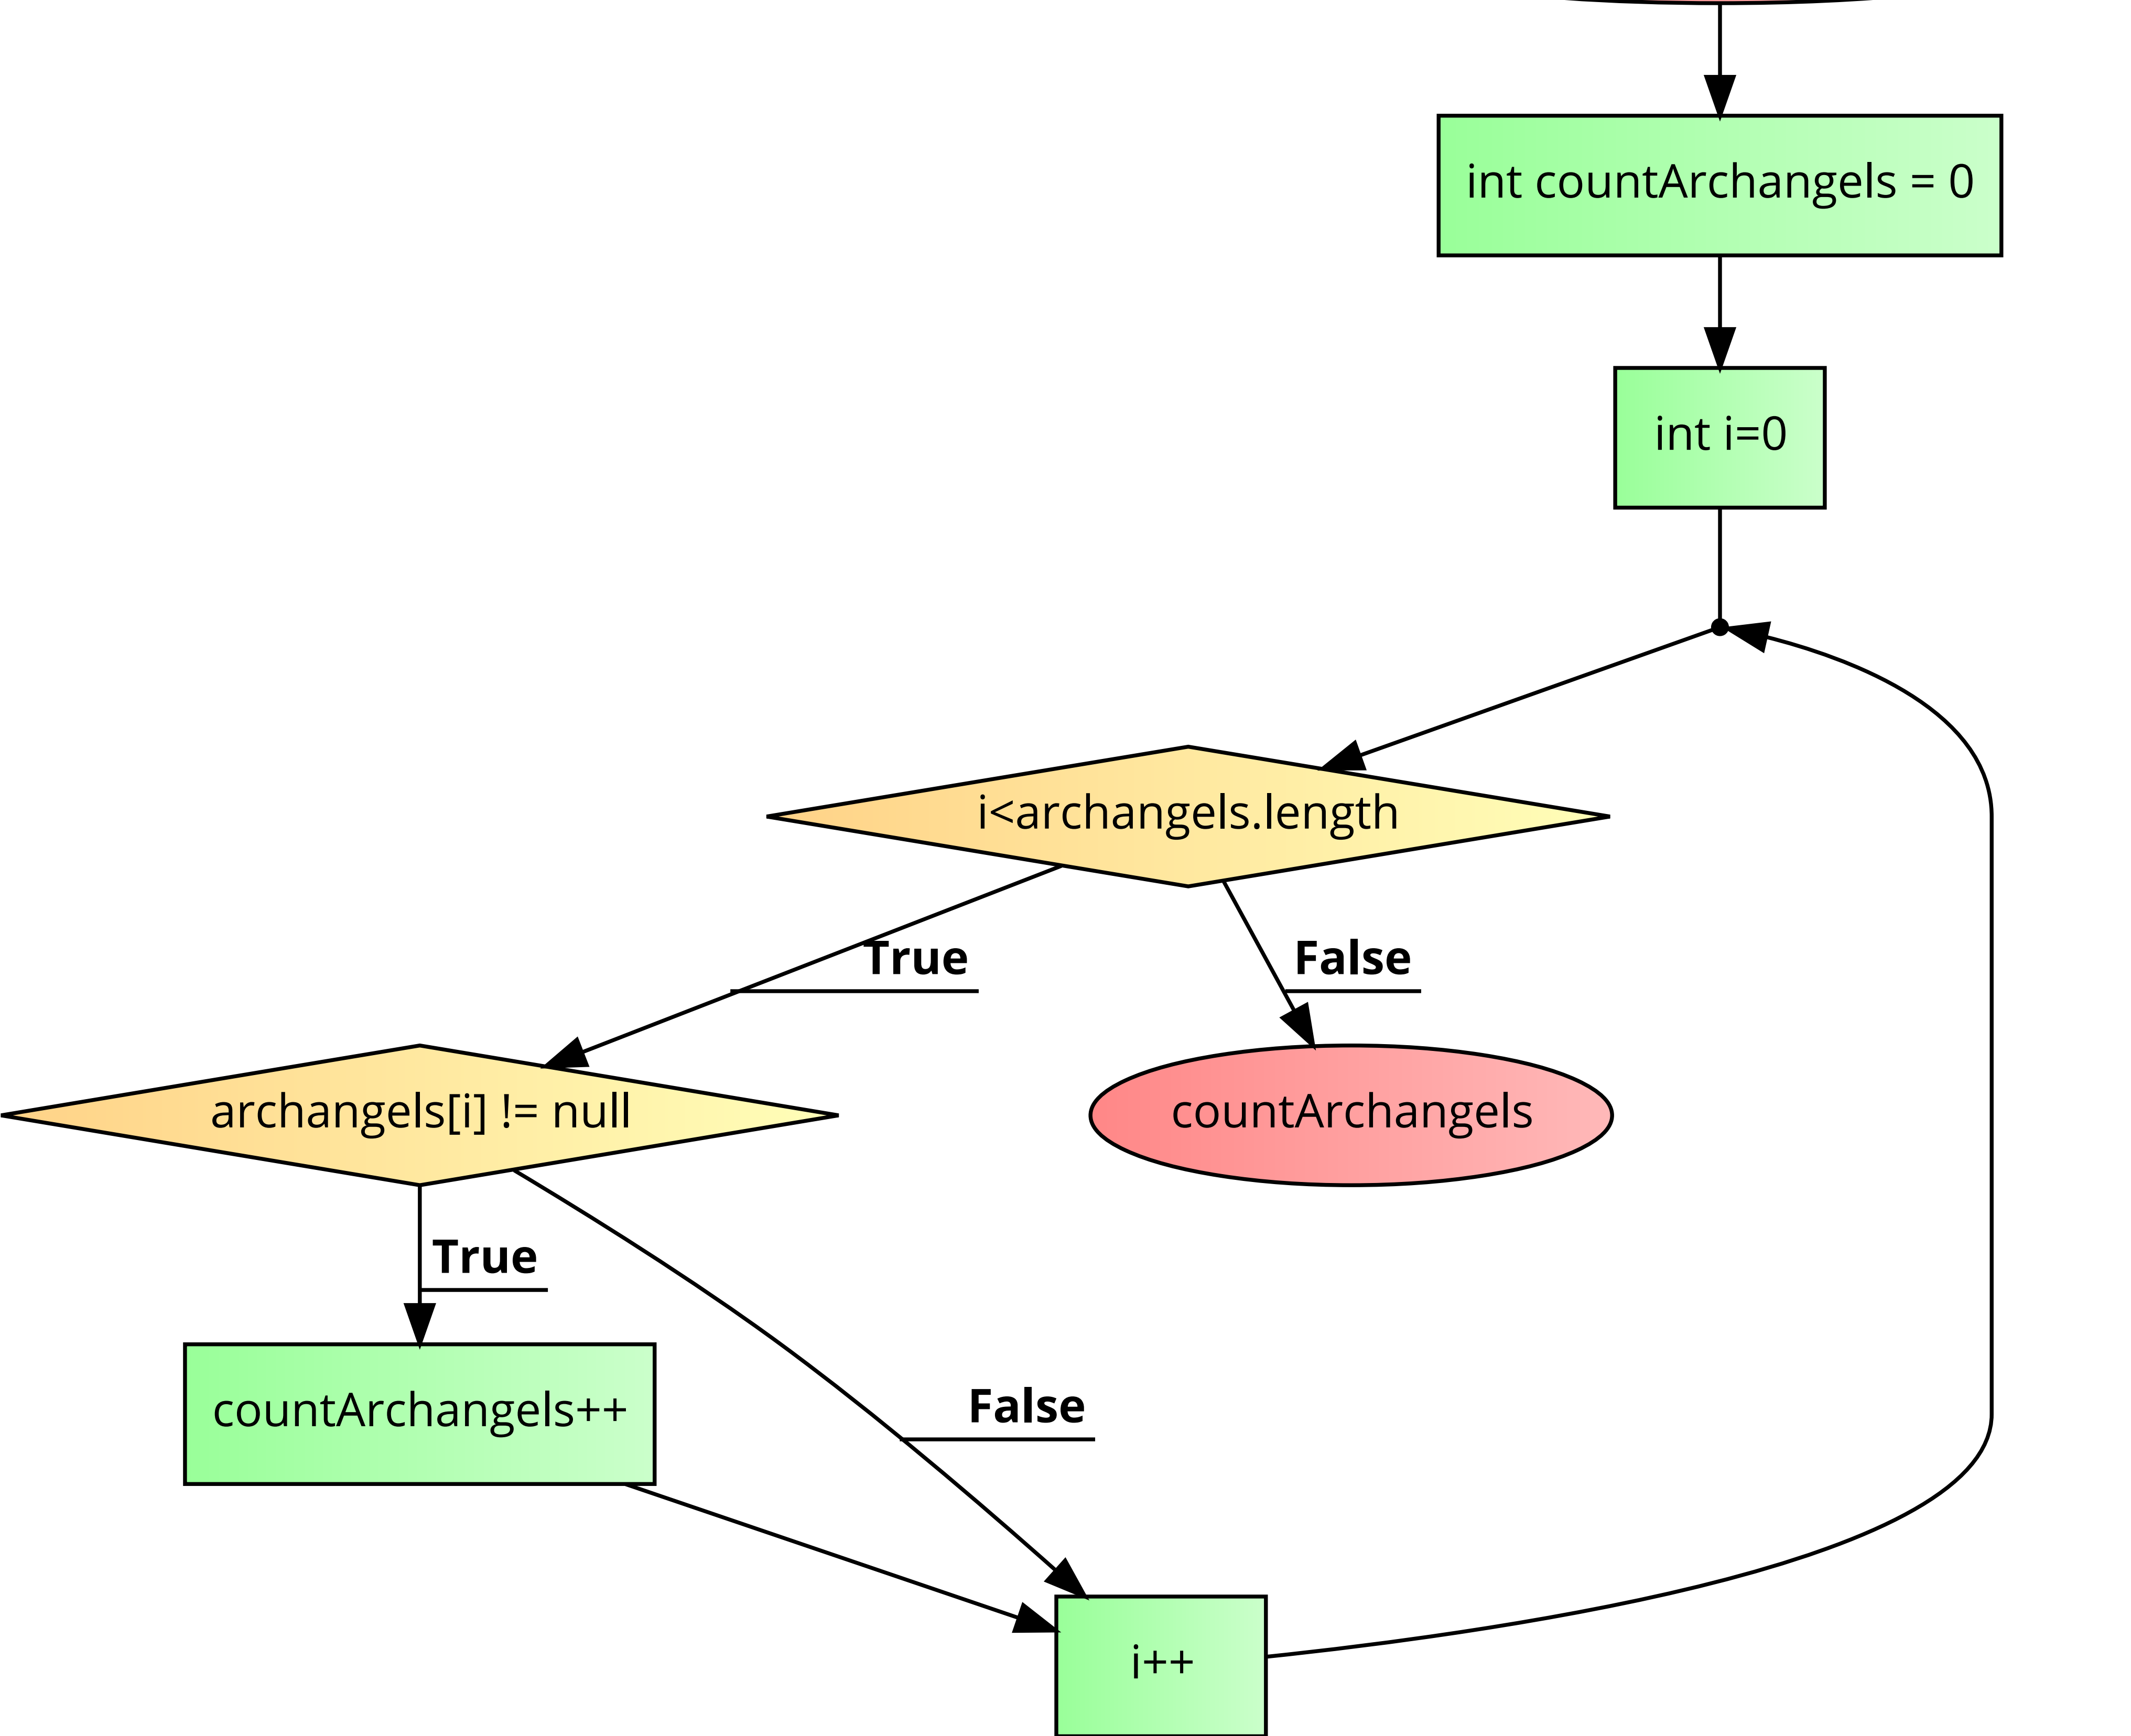 int countArchangels = 0
int i=0
i<archangels.length
True
False
archangels[i] != null
countArchangels
True
countArchangels++
False
i++